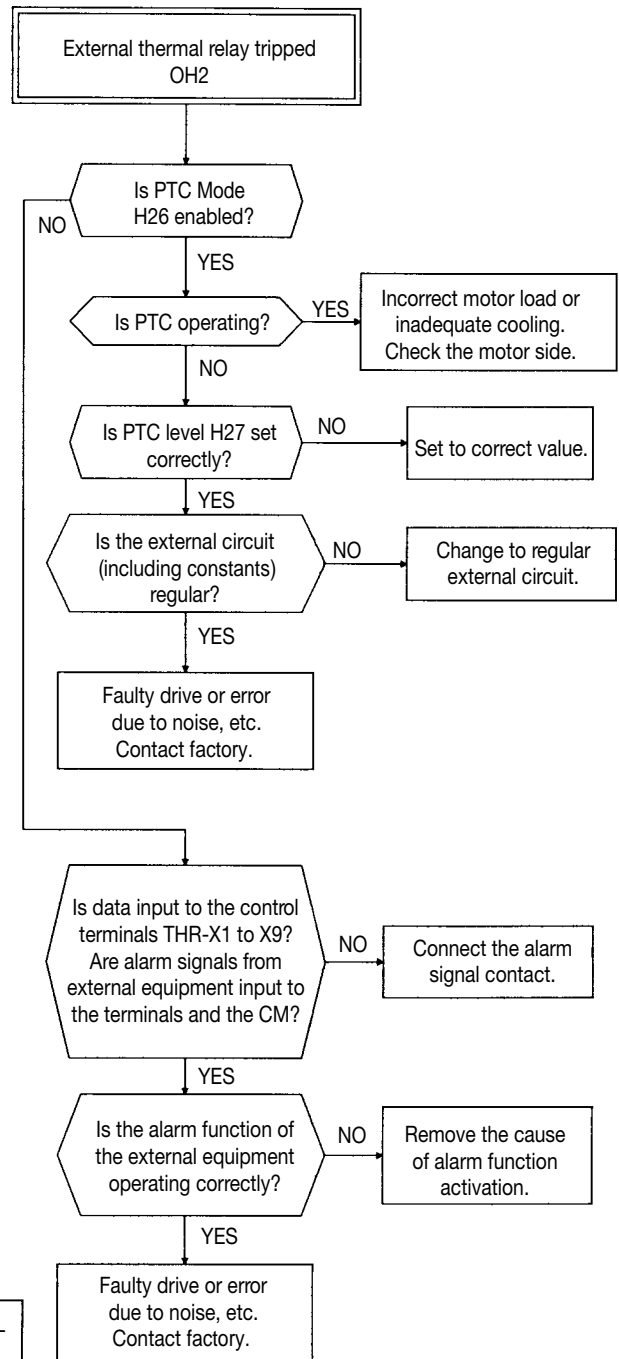 External thermal relay tripped
OH2
Is PTC Mode
H26 enabled?
NO
YES
Is PTC operating?
YES
Incorrect motor load or
inadequate cooling.
Check the motor side.
NO
Is PTC level H27 set
correctly?
NO
Set to correct value.
YES
Is the external circuit
(including constants)
regular?
NO
Change to regular
external circuit.
YES
Faulty drive or error
due to noise, etc.
Contact factory.
Is data input to the control
terminals THR-X1 to X9?
Are alarm signals from
external equipment input to
the terminals and the CM?
NO
Connect the alarm
signal contact.
YES
Is the alarm function of
the external equipment
operating correctly?
NO
Remove the cause
of alarm function
activation.
YES
Faulty drive or error
due to noise, etc.
Contact factory.